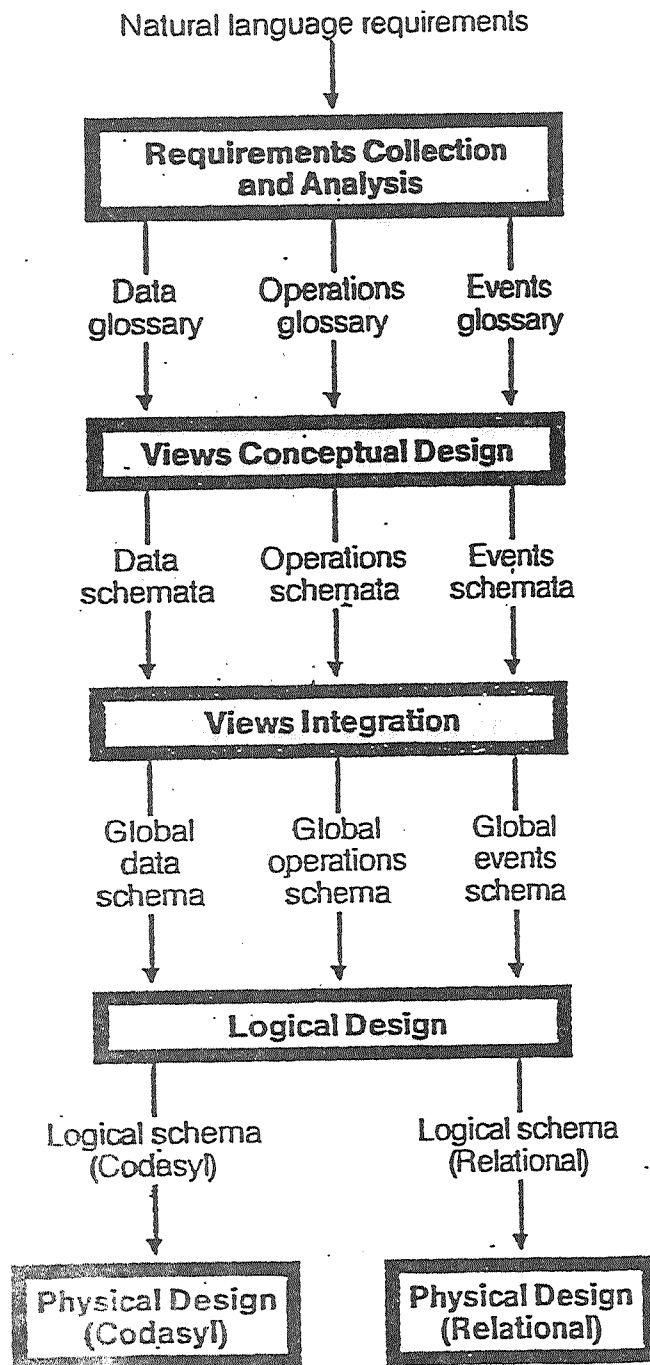 Natural language requirements
Requirements Collection
and Analysis
Data
glossary
Operations
glossary
Events
glossary
Views Conceptual Design
Data
schemata
Operations
schemata
Events
schemata
Views Integration
Global
data
schema
Global
operations
schema
Global
events
schema
Logical Design
Logical schema
(Codasyl)
Logical schema
(Relational)
Physical Design
(Codasyl)
Physical Design
(Relational)